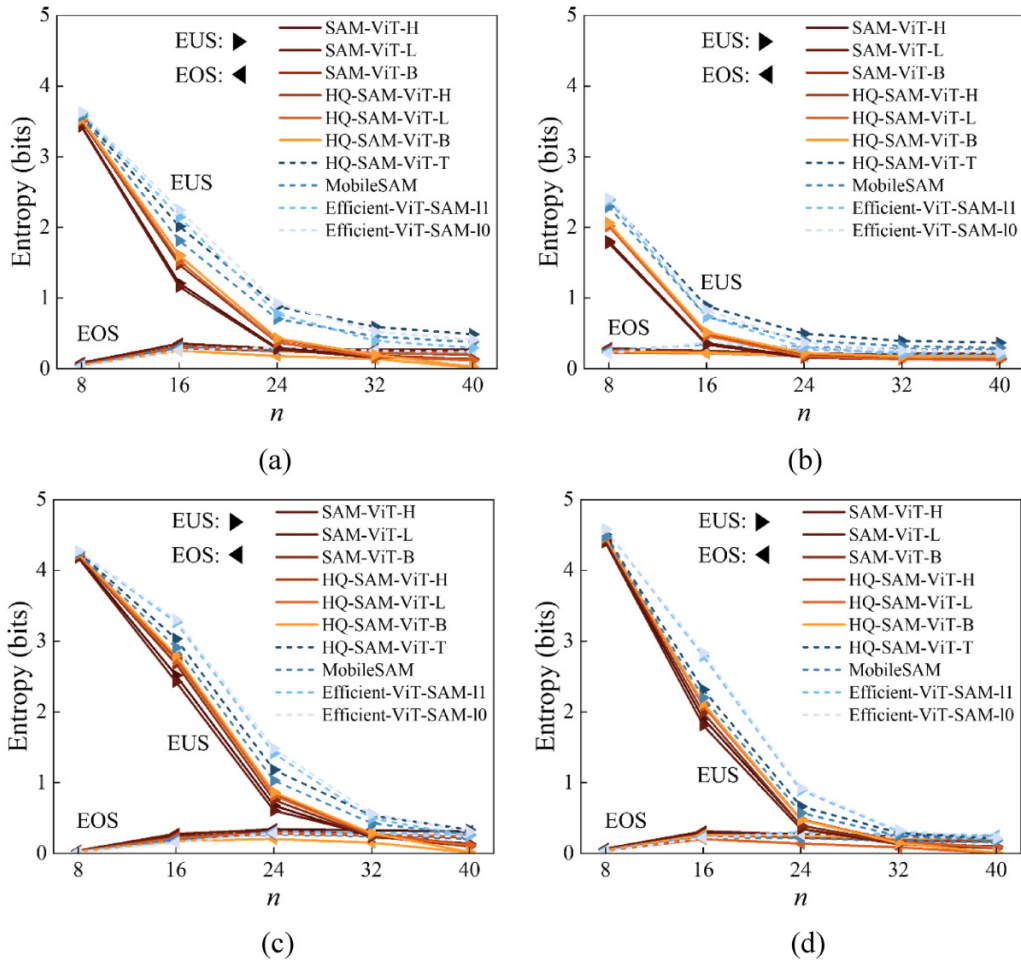 5
4
3
2
1
0
Entropy (bits)
EUS:
EOS:
SAM-ViT-H
SAM-ViT-L
SAM-ViT-B
HQ-SAM-ViT-H
HQ-SAM-ViT-L
HQ-SAM-ViT-B
HQ-SAM-ViT-T
MobileSAM
Efficient-ViT-SAM-l1
Efficient-ViT-SAM-l0
EUS
EOS
8 16 24 32 40
n
(a)
5
4
3
2
1
0
Entropy (bits)
EUS:
EOS:
SAM-ViT-H
SAM-ViT-L
SAM-ViT-B
HQ-SAM-ViT-H
HQ-SAM-ViT-L
HQ-SAM-ViT-B
HQ-SAM-ViT-T
MobileSAM
Efficient-ViT-SAM-l1
Efficient-ViT-SAM-l0
EUS
EOS
8 16 24 32 40
n
(b)
5
4
3
2
1
0
Entropy (bits)
EUS:
EOS:
SAM-ViT-H
SAM-ViT-L
SAM-ViT-B
HQ-SAM-ViT-H
HQ-SAM-ViT-L
HQ-SAM-ViT-B
HQ-SAM-ViT-T
MobileSAM
Efficient-ViT-SAM-l1
Efficient-ViT-SAM-l0
EUS
EOS
8 16 24 32 40
n
(c)
5
4
3
2
1
0
Entropy (bits)
EUS:
EOS:
SAM-ViT-H
SAM-ViT-L
SAM-ViT-B
HQ-SAM-ViT-H
HQ-SAM-ViT-L
HQ-SAM-ViT-B
HQ-SAM-ViT-T
MobileSAM
Efficient-ViT-SAM-l1
Efficient-ViT-SAM-l0
EUS
EOS
8 16 24 32 40
n
(d)